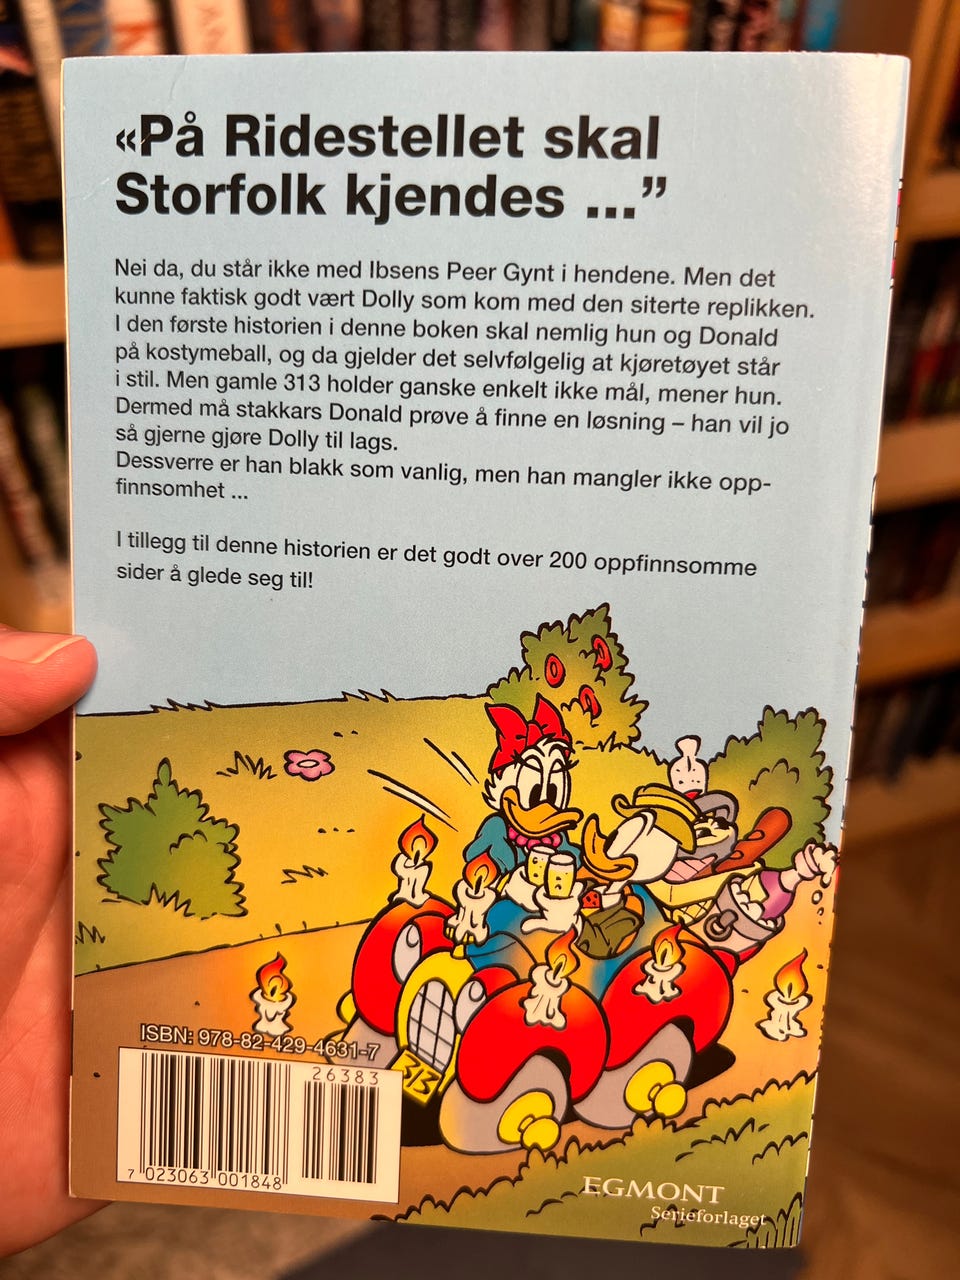 «På Ridestellet skal
Storfolk kjendes ...”
Nei da, du står ikke med Ibsens Peer Gynt i hendene. Men det
kunne faktisk godt vært Dolly som kom med den siterte replikken.
I den første historien i denne boken skal nemlig hun og Donald
på kostymeball, og da gjelder det selvfølgelig at kjøretøyet står
i stil. Men gamle 313 holder ganske enkelt ikke mål, mener hun.
Dermed må stakkars Donald prøve å finne en løsning – han vil jo
så gjerne gjøre Dolly til lags.
Dessverre er han blakk som vanlig, men han mangler ikke opp-
finnsomhet ...
I tillegg til denne historien er det godt over 200 oppfinnsomme
sider å glede seg til!
313
ISBN: 978-82-429-4631-7
26383
7 023063 001848
EGMONT
Serieforlaget